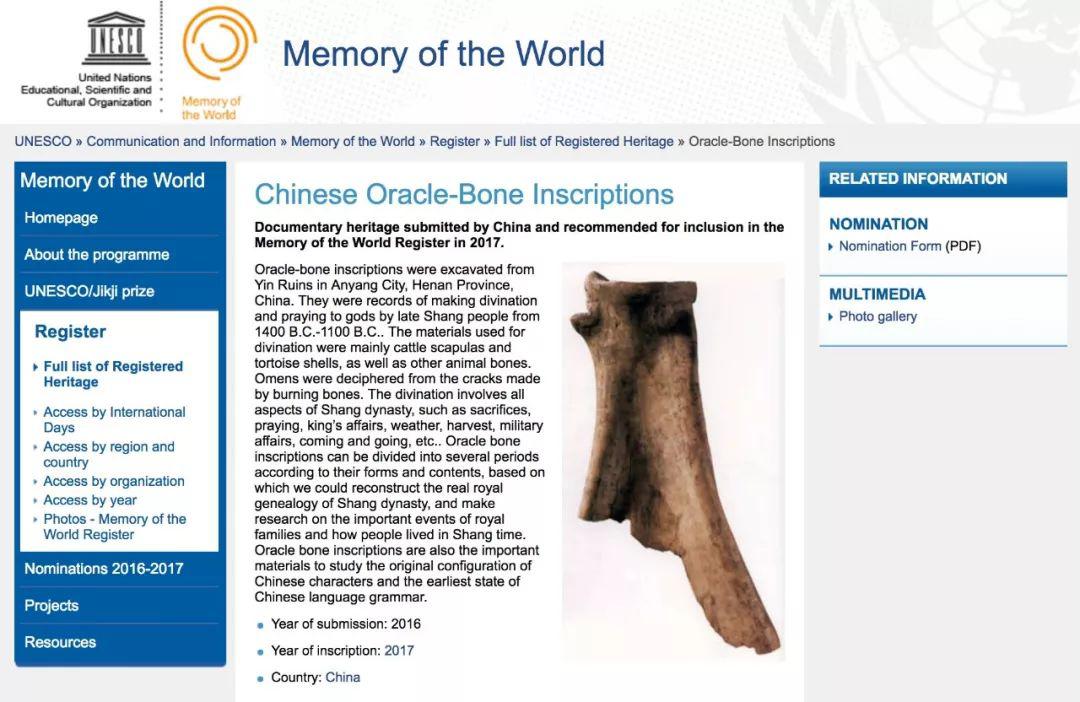 UNESCO
United Nations
Educational, Scientific and
Cultural Organization
Memory of
the World
Memory of the World
UNESCO » Communication and Information » Memory of the World » Register » Full list of Registered Heritage » Oracle-Bone Inscriptions
Memory of the World
Homepage
About the programme
UNESCO/Jikji prize
Register
Full list of Registered
Heritage
Access by International
Days
Access by region and
country
Access by organization
Access by year
Photos - Memory of the
World Register
Nominations 2016-2017
Projects
Resources
Chinese Oracle-Bone Inscriptions
Documentary heritage submitted by China and recommended for inclusion in the
Memory of the World Register in 2017.
Oracle-bone inscriptions were excavated from
Yin Ruins in Anyang City, Henan Province,
China. They were records of making divination
and praying to gods by late Shang people from
1400 B.C.-1100 B.C.. The materials used for
divination were mainly cattle scapulas and
tortoise shells, as well as other animal bones.
Omens were deciphered from the cracks made
by burning bones. The divination involves all
aspects of Shang dynasty, such as sacrifices,
praying, king's affairs, weather, harvest, military
affairs, coming and going, etc.. Oracle bone
inscriptions can be divided into several periods
according to their forms and contents, based on
which we could reconstruct the real royal
genealogy of Shang dynasty, and make
research on the important events of royal
families and how people lived in Shang time.
Oracle bone inscriptions are also the important
materials to study the original configuration of
Chinese characters and the earliest state of
Chinese language grammar.
Year of submission: 2016
Year of inscription: 2017
Country: China
RELATED INFORMATION
NOMINATION
Nomination Form (PDF)
MULTIMEDIA
Photo gallery